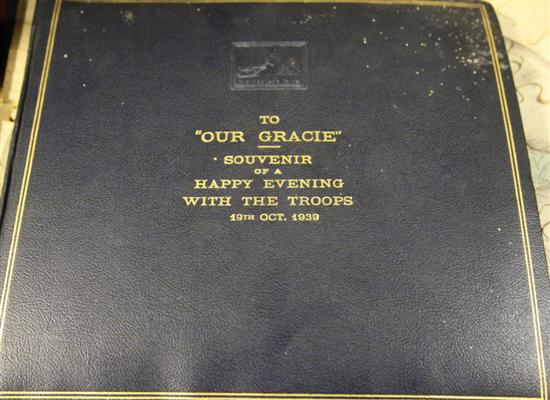 TO
"OUR GRACIE"
SOUVENIR
OF A
HAPPY EVENING
WITH THE TROOPS
19TH OCT. 1939